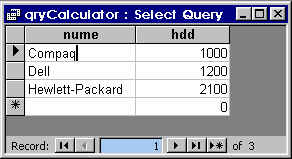 qryCalculator : Select Query
nume hdd
Compaq 1000
Dell 1200
Hewlett-Packard 2100
* 0
Record: 1 of 3